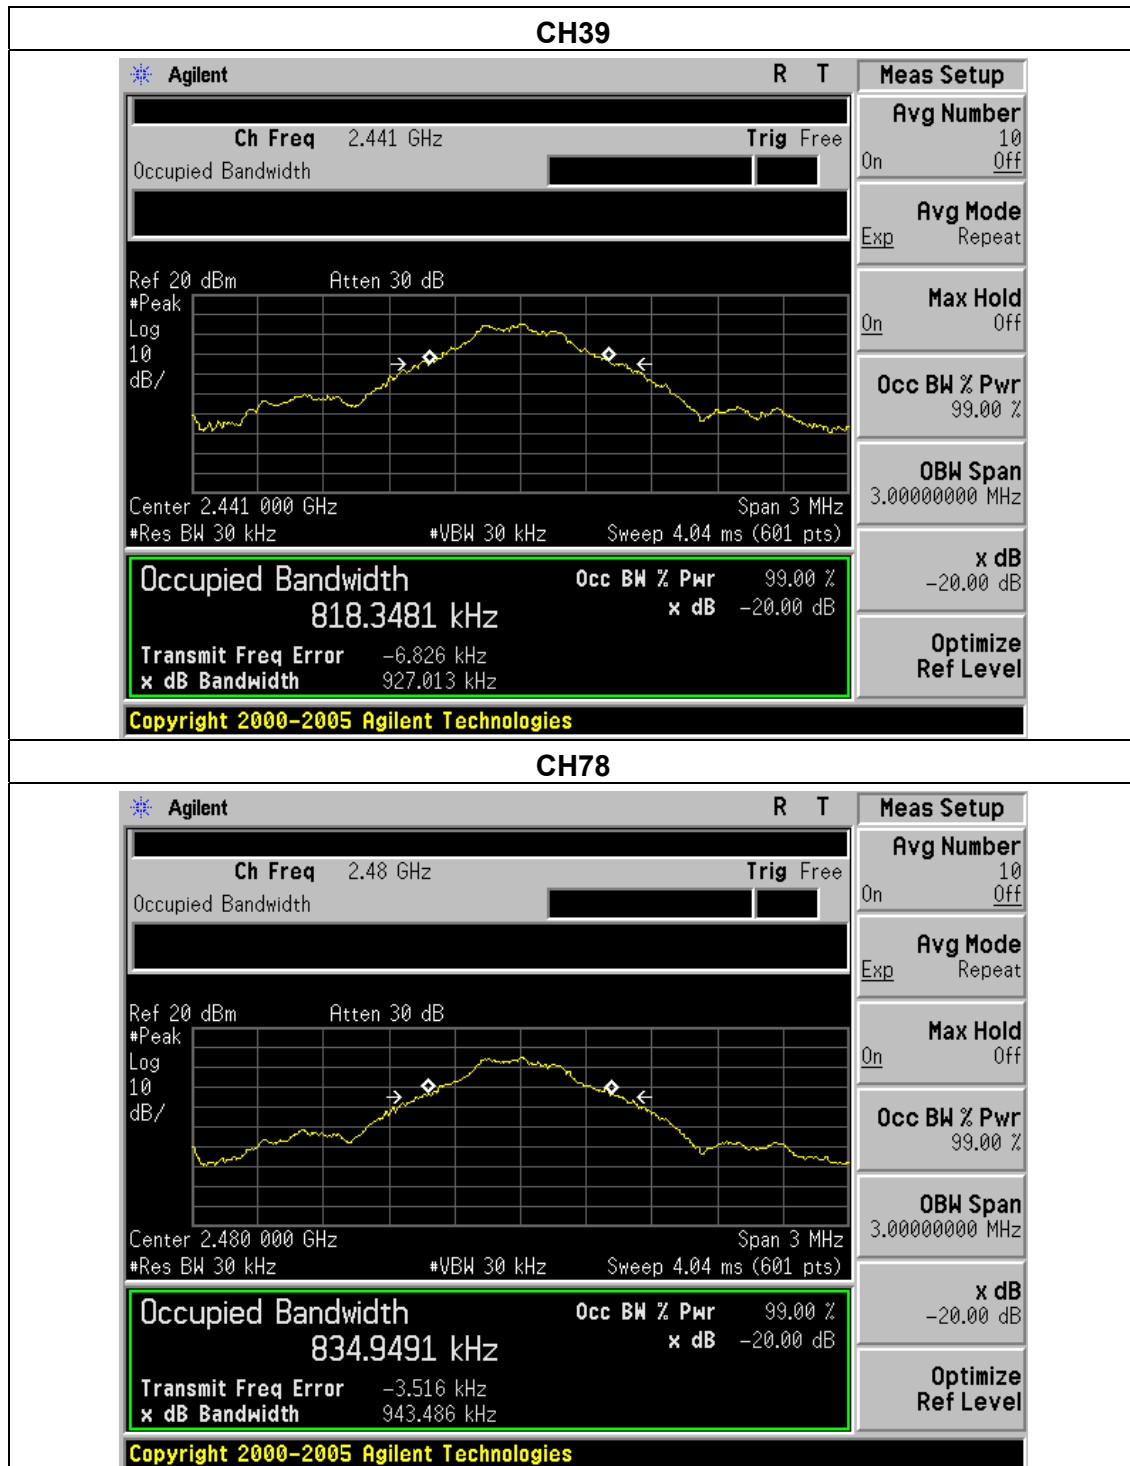 CH39
Agilent R T Meas Setup
Ch Freq 2.441 GHz Trig Free
Occupied Bandwidth
Avg Number
10
On Off
Avg Mode
Exp Repeat
Max Hold
On Off
Occ BW % Pwr
99.00 %
OBW Span
3.00000000 MHz
x dB
-20.00 dB
Optimize
Ref Level
Ref 20 dBm Atten 30 dB
#Peak
Log
10
dB/
Center 2.441 000 GHz Span 3 MHz
#Res BW 30 kHz #VBW 30 kHz Sweep 4.04 ms (601 pts)
Occupied Bandwidth Occ BW % Pwr 99.00 %
818.3481 kHz x dB -20.00 dB
Transmit Freq Error -6.826 kHz
x dB Bandwidth 927.013 kHz
Copyright 2000-2005 Agilent Technologies
CH78
Agilent R T Meas Setup
Ch Freq 2.48 GHz Trig Free
Occupied Bandwidth
Avg Number
10
On Off
Avg Mode
Exp Repeat
Max Hold
On Off
Occ BW % Pwr
99.00 %
OBW Span
3.00000000 MHz
x dB
-20.00 dB
Optimize
Ref Level
Ref 20 dBm Atten 30 dB
#Peak
Log
10
dB/
Center 2.480 000 GHz Span 3 MHz
#Res BW 30 kHz #VBW 30 kHz Sweep 4.04 ms (601 pts)
Occupied Bandwidth Occ BW % Pwr 99.00 %
834.9491 kHz x dB -20.00 dB
Transmit Freq Error -3.516 kHz
x dB Bandwidth 943.486 kHz
Copyright 2000-2005 Agilent Technologies